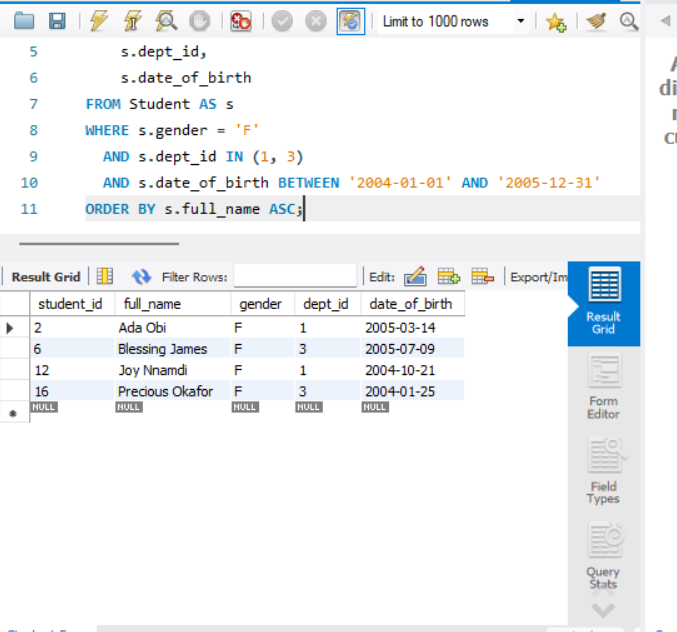 Limit to 1000 rows
5 s.dept_id,
6 s.date_of_birth
7 FROM Student AS s
8 WHERE s.gender = 'F'
9 AND s.dept_id IN (1, 3)
10 AND s.date_of_birth BETWEEN '2004-01-01' AND '2005-12-31'
11 ORDER BY s.full_name ASC;
Result Grid Filter Rows: Edit: Export/Im
student_id full_name gender dept_id date_of_birth
2 Ada Obi F 1 2005-03-14
6 Blessing James F 3 2005-07-09
12 Joy Nnamdi F 1 2004-10-21
16 Precious Okafor F 3 2004-01-25
NULL NULL NULL NULL NULL
Result
Grid
Form
Editor
Field
Types
Query
Stats